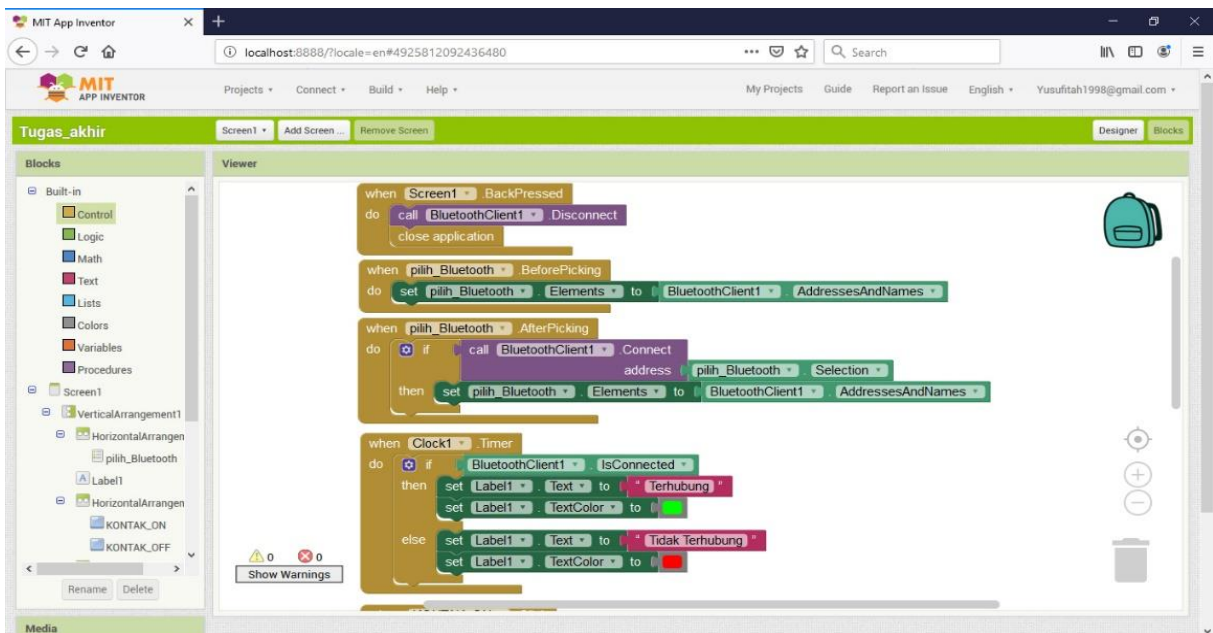 MIT App Inventor
localhost:8888/?locale=en#4925812092436480
Search
MIT
APP INVENTOR
Projects
Connect
Build
Help
My Projects
Guide
Report an Issue
English
Yusufitah1998@gmail.com
Tugas_akhir
Screen1
Add Screen ...
Remove Screen
Designer
Blocks
Blocks
Viewer
Built-in
Control
Logic
Math
Text
Lists
Colors
Variables
Procedures
Screen1
VerticalArrangement1
HorizontalArrangen
pilih_Bluetooth
Label1
HorizontalArrangen
KONTAK_ON
KONTAK_OFF
Rename
Delete
Media
when Screen1 .BackPressed
do call BluetoothClient1 .Disconnect
close application
when pilih_Bluetooth .BeforePicking
do set pilih_Bluetooth . Elements to BluetoothClient1 . AddressesAndNames
when pilih_Bluetooth .AfterPicking
do if call BluetoothClient1 .Connect
address pilih_Bluetooth . Selection
then set pilih_Bluetooth . Elements to BluetoothClient1 . AddressesAndNames
when Clock1 .Timer
do if BluetoothClient1 . IsConnected
then set Label1 . Text to " Terhubung "
set Label1 . TextColor to
else set Label1 . Text to " Tidak Terhubung "
set Label1 . TextColor to
0 0
Show Warnings